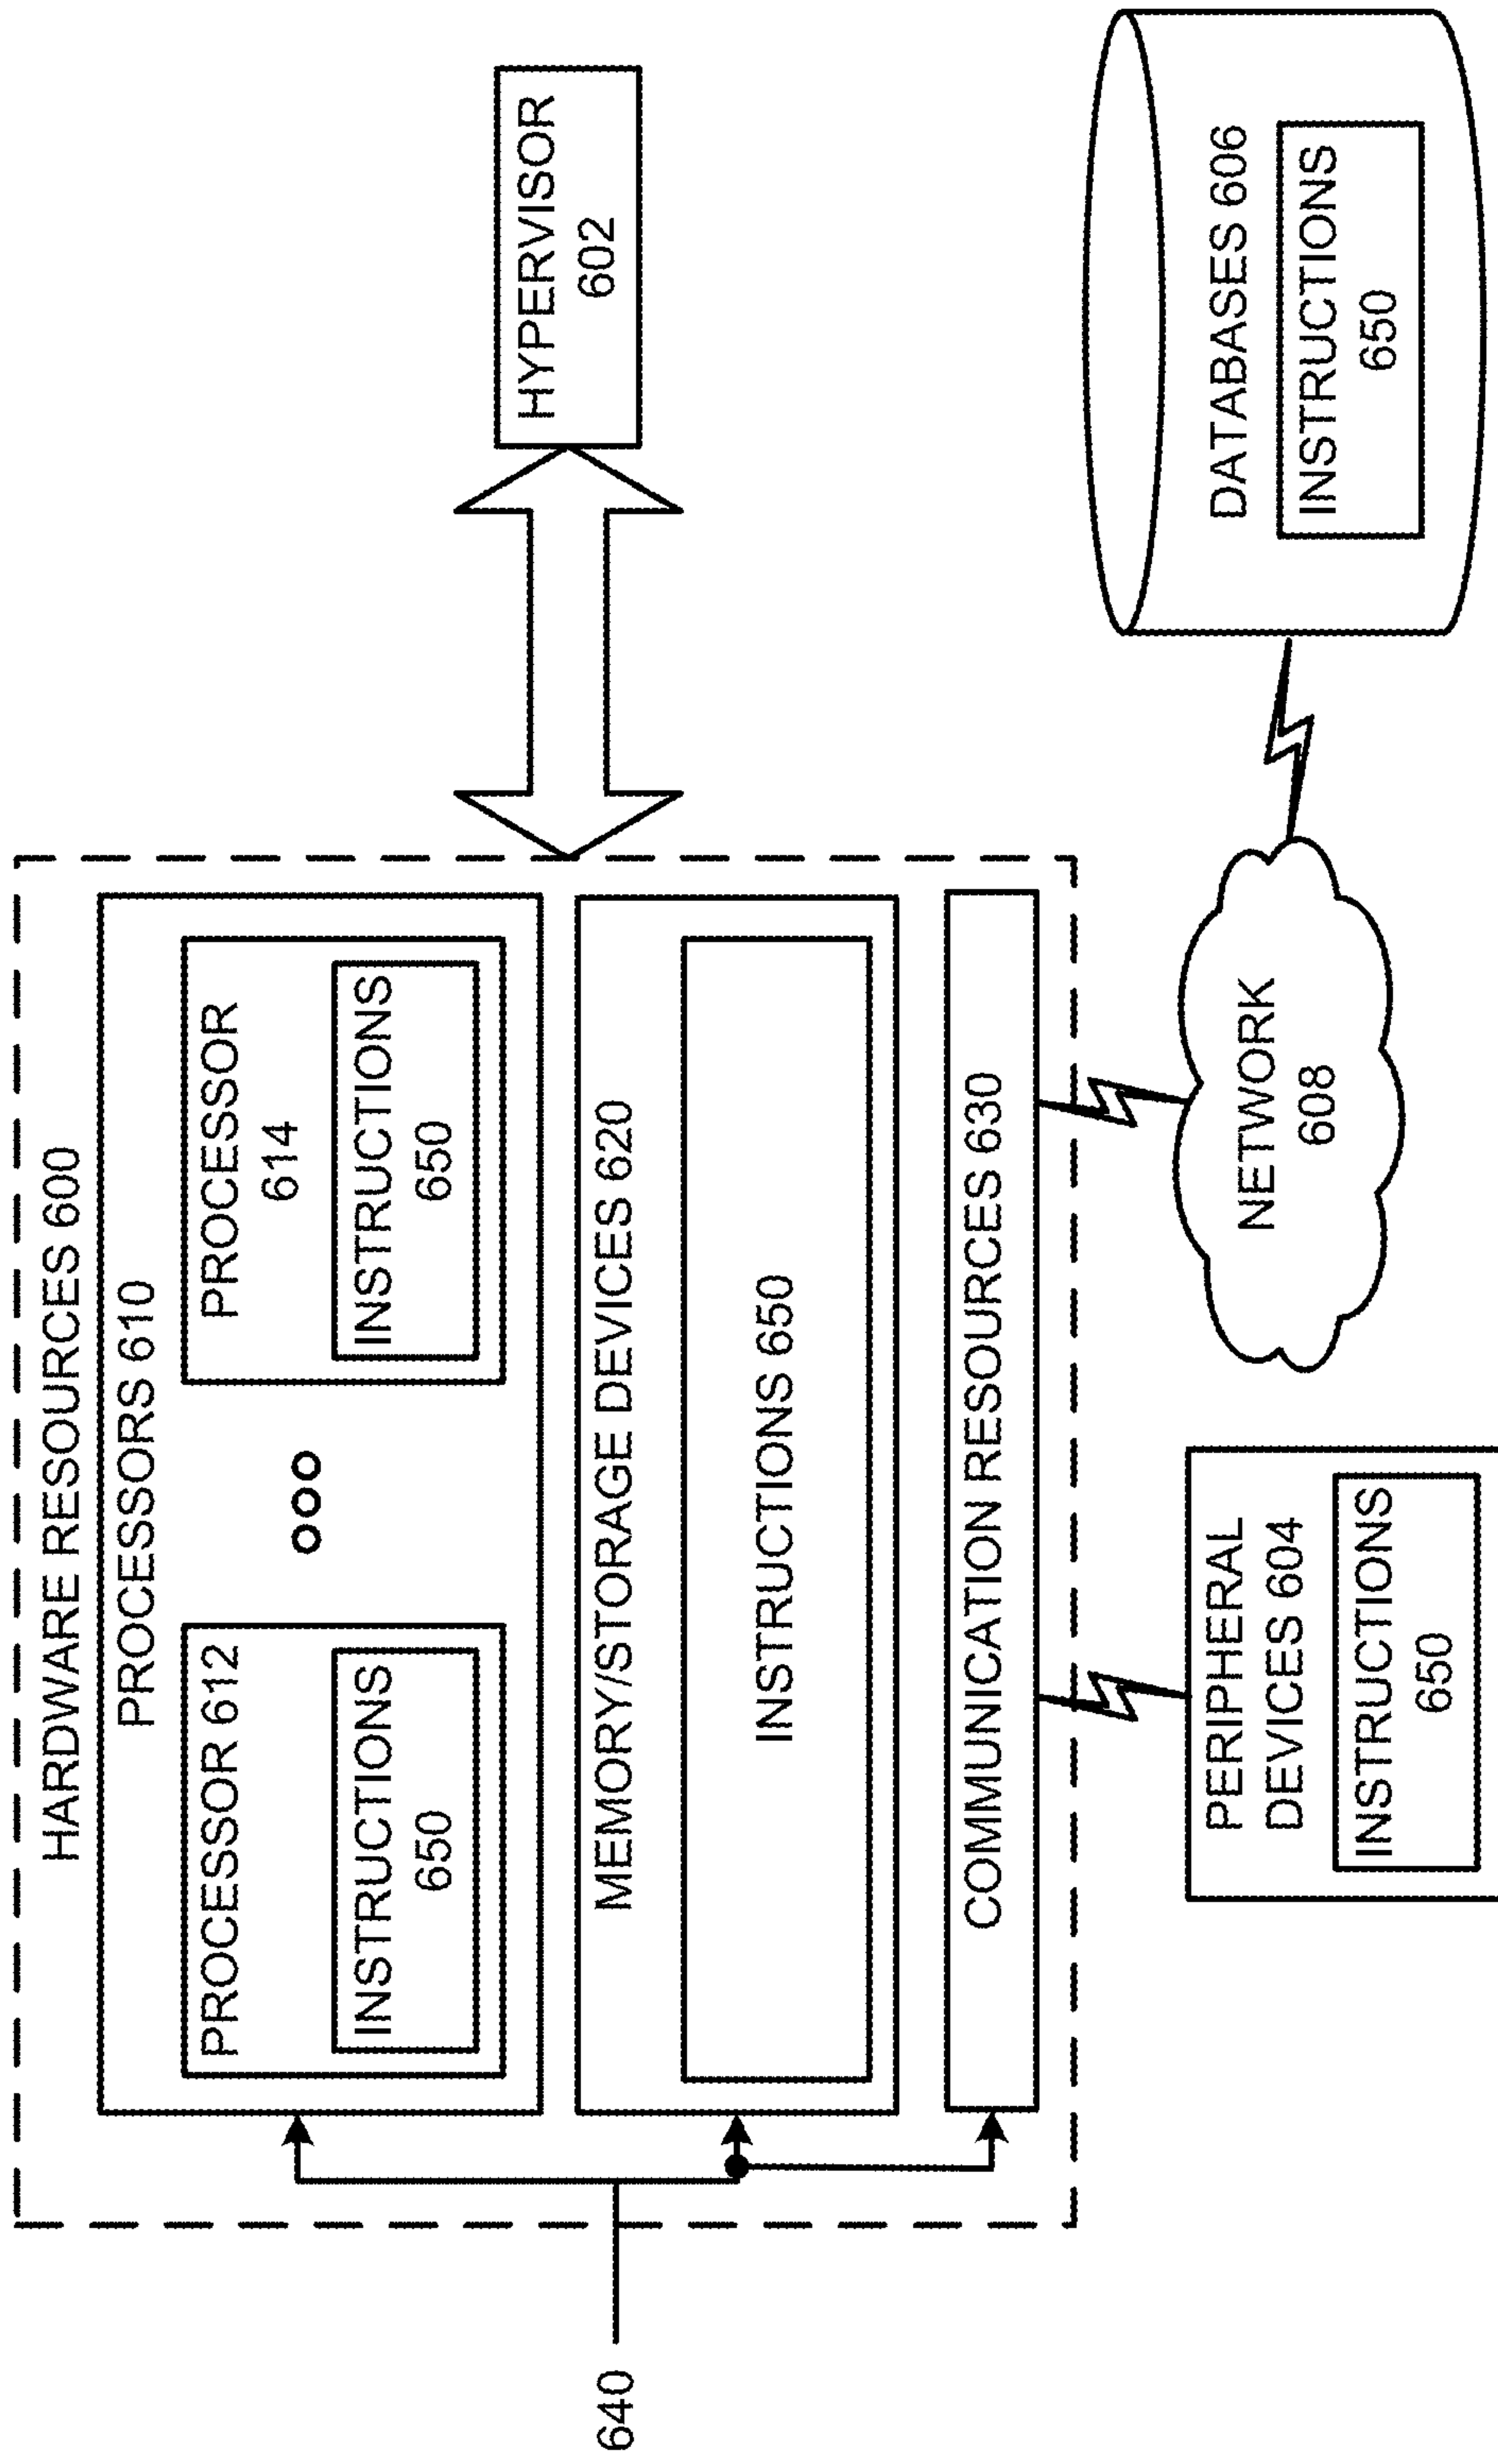 HARDWARE RESOURCES 600
PROCESSORS 610
PROCESSOR 612
INSTRUCTIONS
650
PROCESSOR
614
INSTRUCTIONS
650
MEMORY/STORAGE DEVICES 620
INSTRUCTIONS 650
COMMUNICATION RESOURCES 630
640
HYPERVISOR
602
PERIPHERAL
DEVICES 604
INSTRUCTIONS
650
NETWORK
608
DATABASES 606
INSTRUCTIONS
650